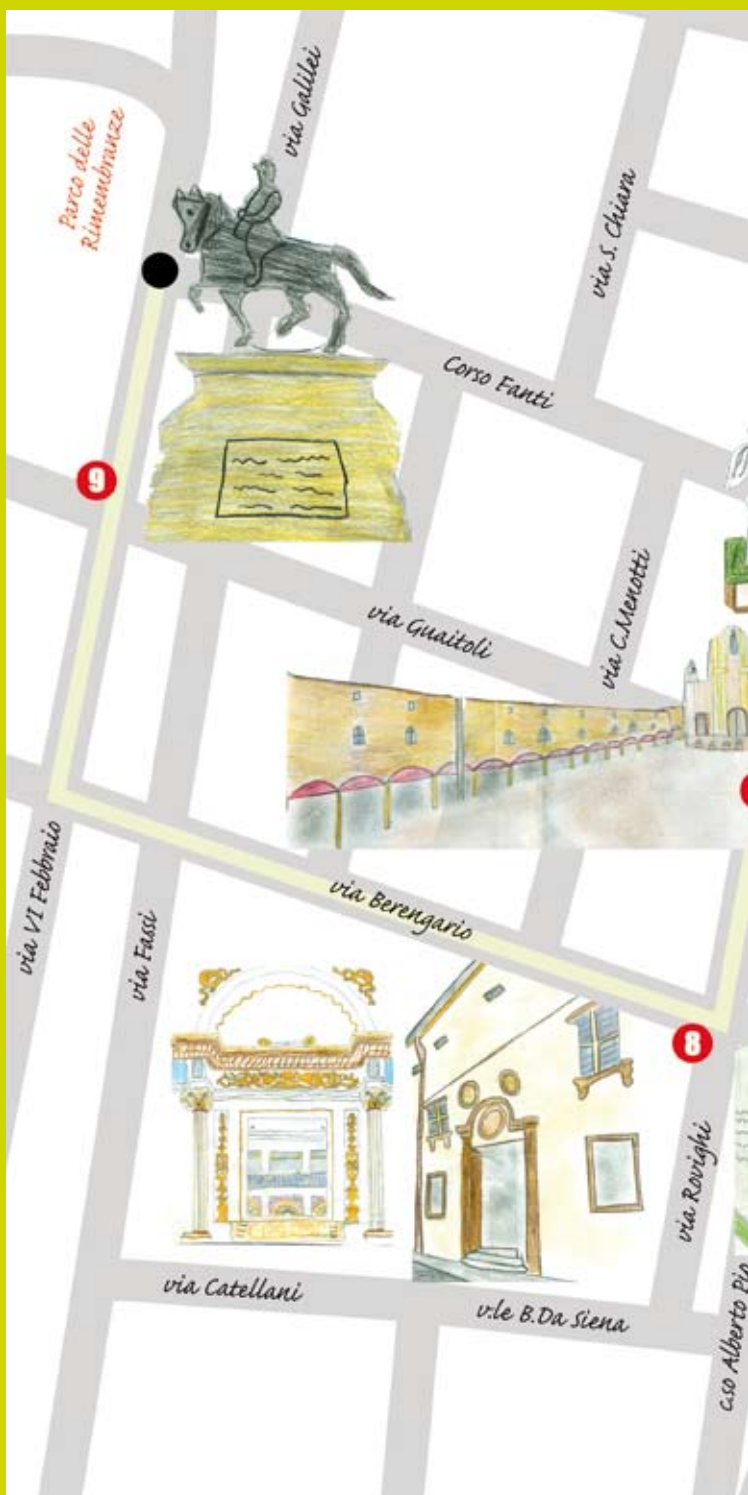 via Galilei
Parco delle
Rimembranze
via S. Chiara
Corso Fanti
9
via C.Menotti
via Guaitoli
via Berengario
via VI Febbraio
via Fassi
8
via Rovighi
via Catellani
v.le B.Da Siena
c.so Alberto Pio